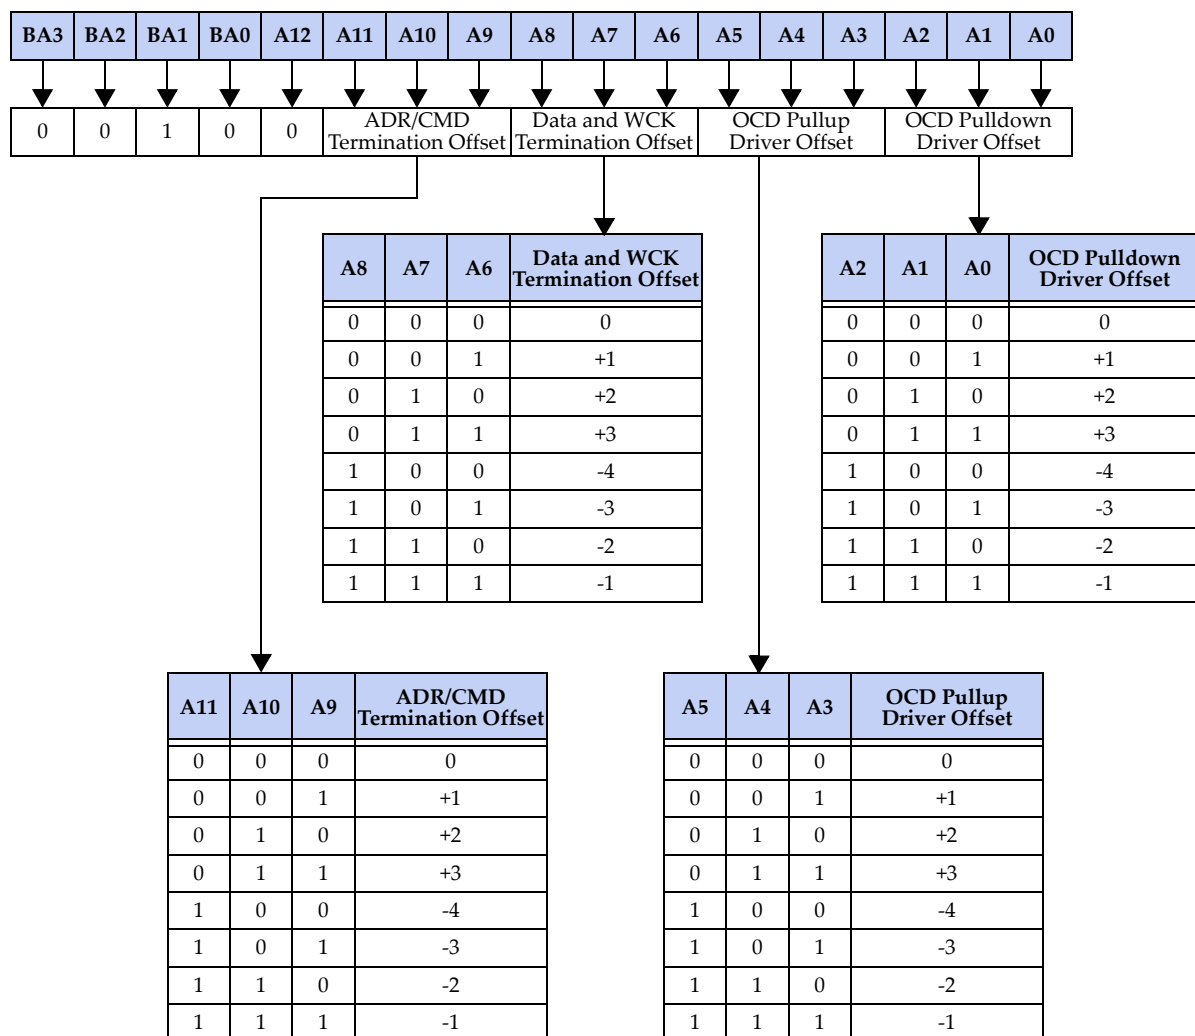 BA3 BA2 BA1 BA0 A12 A11 A10 A9 A8 A7 A6 A5 A4 A3 A2 A1 A0
0 0 1 0 0
ADR/CMD
Termination Offset
Data and WCK
Termination Offset
OCD Pullup
Driver Offset
OCD Pulldown
Driver Offset
A8 A7 A6 Data and WCK
Termination Offset
0 0 0 0
0 0 1 +1
0 1 0 +2
0 1 1 +3
1 0 0 -4
1 0 1 -3
1 1 0 -2
1 1 1 -1
A2 A1 A0 OCD Pulldown
Driver Offset
0 0 0 0
0 0 1 +1
0 1 0 +2
0 1 1 +3
1 0 0 -4
1 0 1 -3
1 1 0 -2
1 1 1 -1
A11 A10 A9 ADR/CMD
Termination Offset
0 0 0 0
0 0 1 +1
0 1 0 +2
0 1 1 +3
1 0 0 -4
1 0 1 -3
1 1 0 -2
1 1 1 -1
A5 A4 A3 OCD Pullup
Driver Offset
0 0 0 0
0 0 1 +1
0 1 0 +2
0 1 1 +3
1 0 0 -4
1 0 1 -3
1 1 0 -2
1 1 1 -1